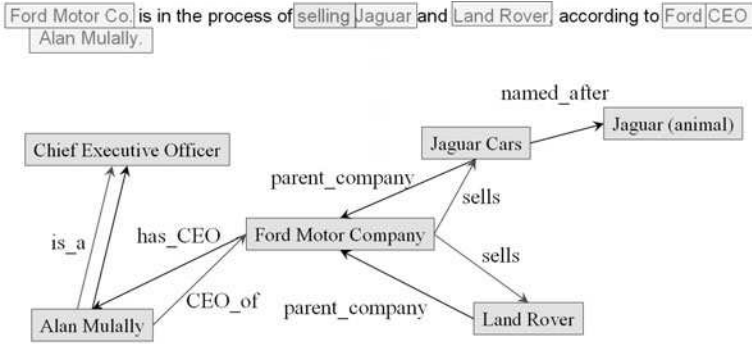 Ford Motor Co. is in the process of selling Jaguar and Land Rover, according to Ford CEO
Alan Mulally.
named_after
Jaguar (animal)
Jaguar Cars
Chief Executive Officer
parent_company
sells
is_a
has_CEO
Ford Motor Company
sells
CEO_of
parent_company
Alan Mulally
Land Rover